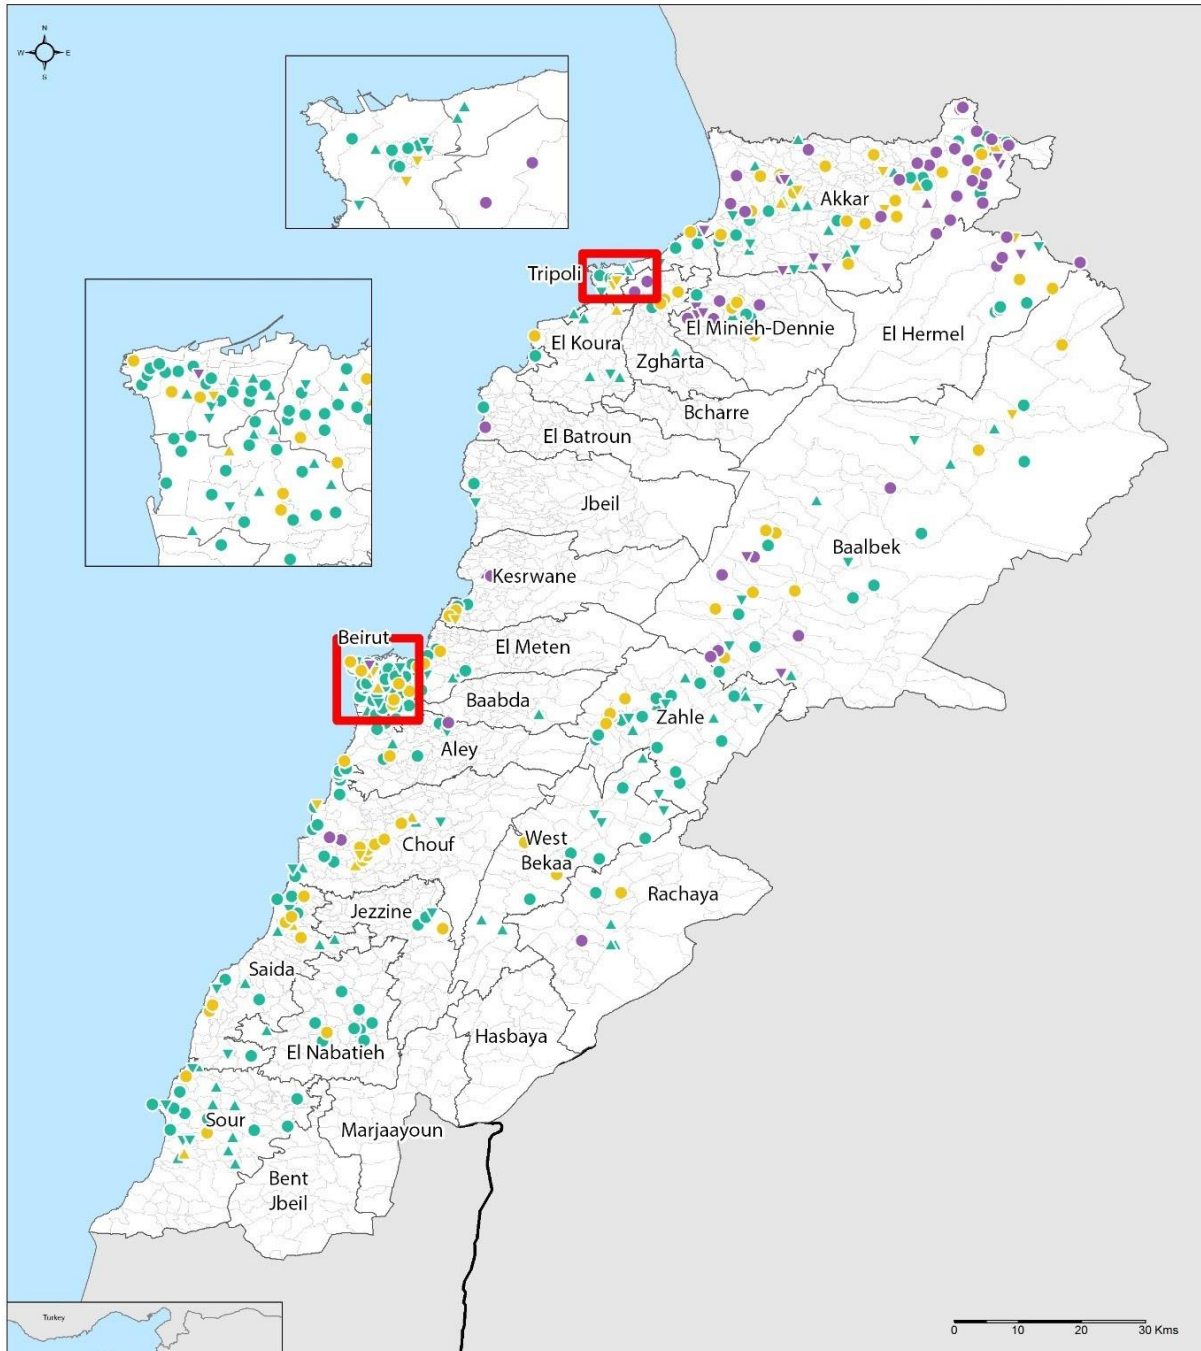 N
W E
S
Akkar
Tripoli
El Minieh-Dennie
El Hermel
El Koura
Zgharta
Bcharre
El Batroun
Jbeil
Baalbek
Kesrwane
Beirut
El Meten
Baabda
Zahle
Aley
Chouf
West
Bekaa
Rachaya
Jezzine
Saida
Hasbaya
El Nabatieh
Sour
Marjaayoun
Bent
Jbeil
Turkey
0 10 20 30 Kms